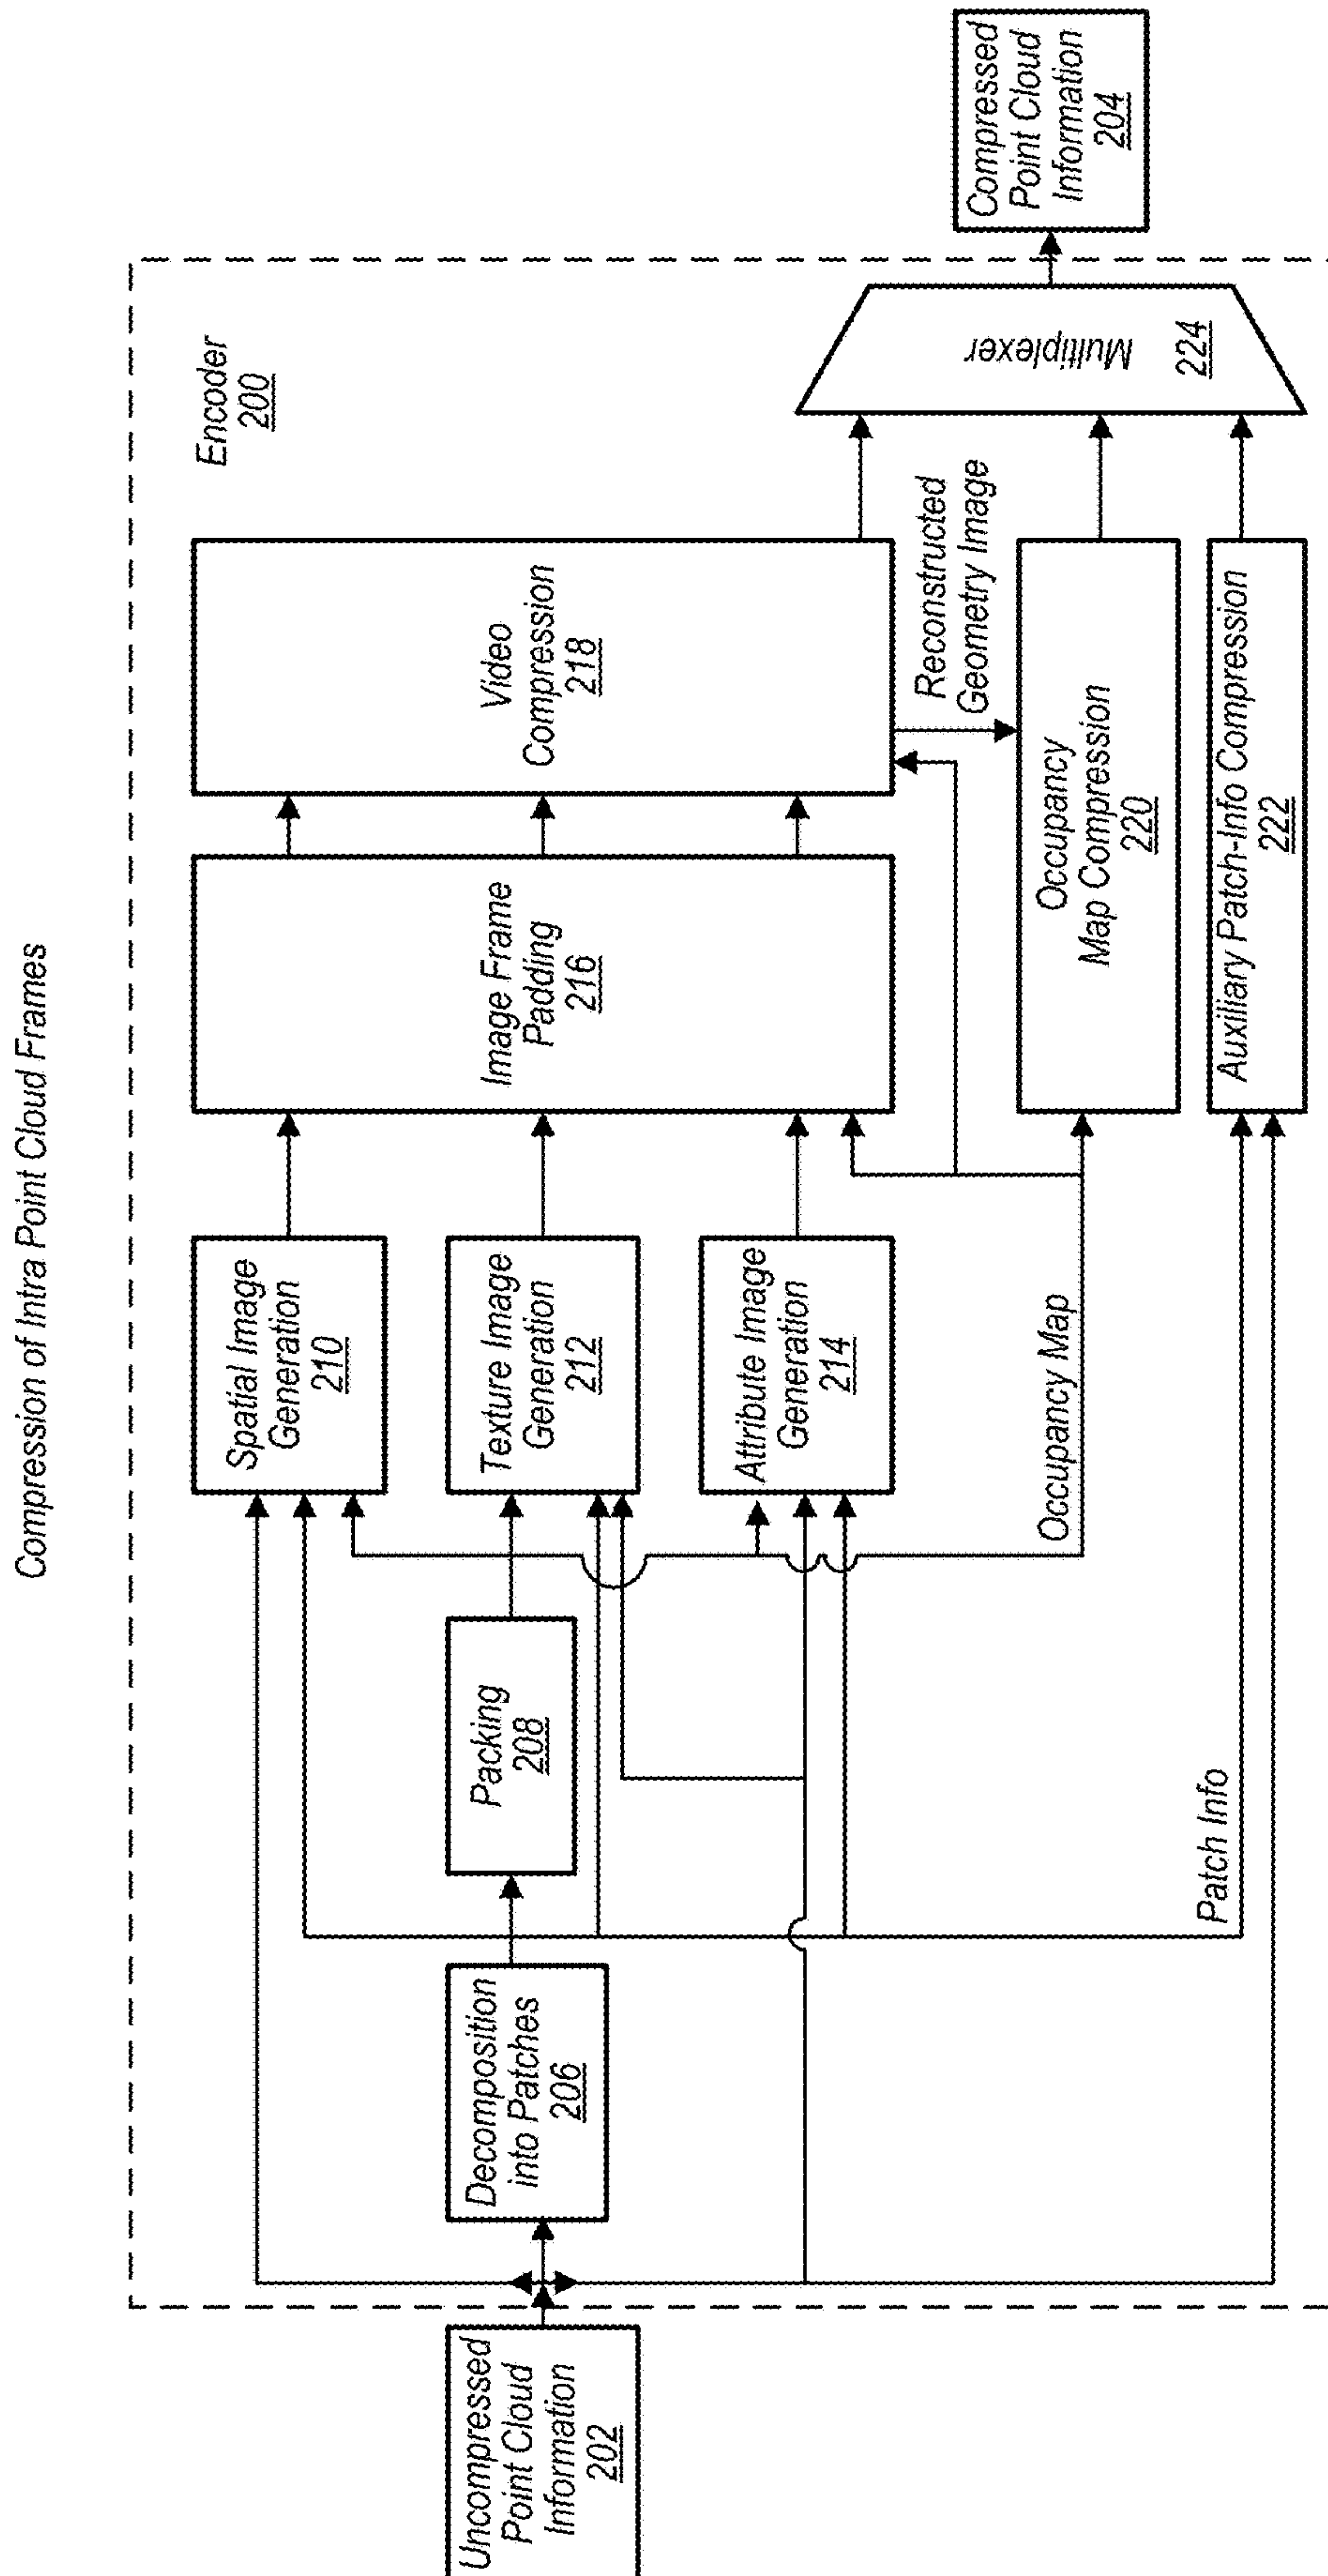 Compression of Intra Point Cloud Frames
Encoder
200
Uncompressed
Point Cloud
Information
202
Decomposition
into Patches
206
Packing
208
Spatial Image
Generation
210
Texture Image
Generation
212
Attribute Image
Generation
214
Image Frame
Padding
216
Video
Compression
218
Reconstructed
Geometry Image
Occupancy Map
Occupancy
Map Compression
220
Patch Info
Auxiliary Patch-Info Compression
222
Multiplexer
224
Compressed
Point Cloud
Information
204